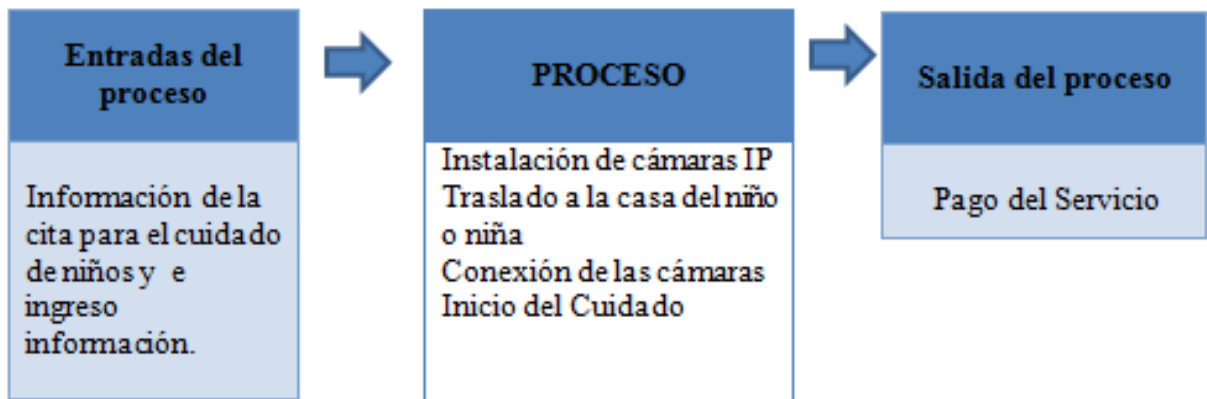 Entradas del
proceso
Información de la
cita para el cuidado
de niños y e
ingreso
información.
PROCESO
Instalación de cámaras IP
Traslado a la casa del niño
o niña
Conexión de las cámaras
Inicio del Cuidado
Salida del proceso
Pago del Servicio